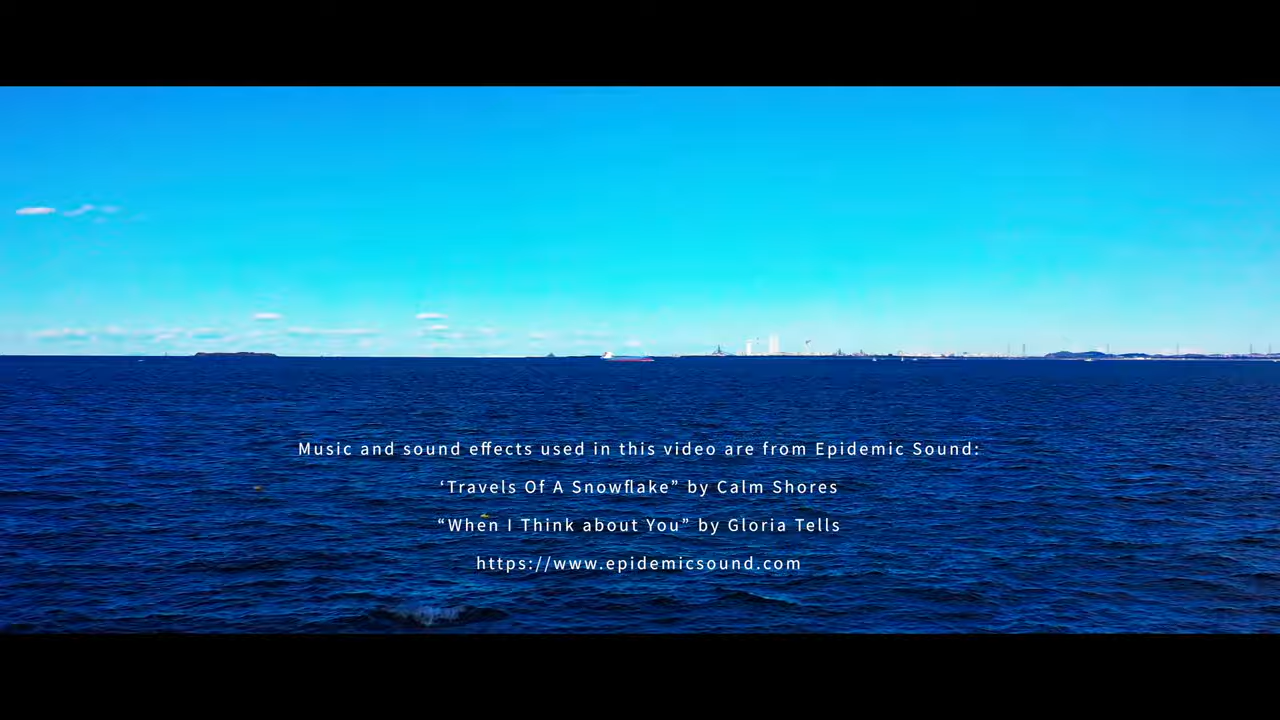 Music and sound effects used in this video are from Epidemic Sound:
‘Travels Of A Snowflake” by Calm Shores
“When I Think about You” by Gloria Tells
https://www.epidemicsound.com